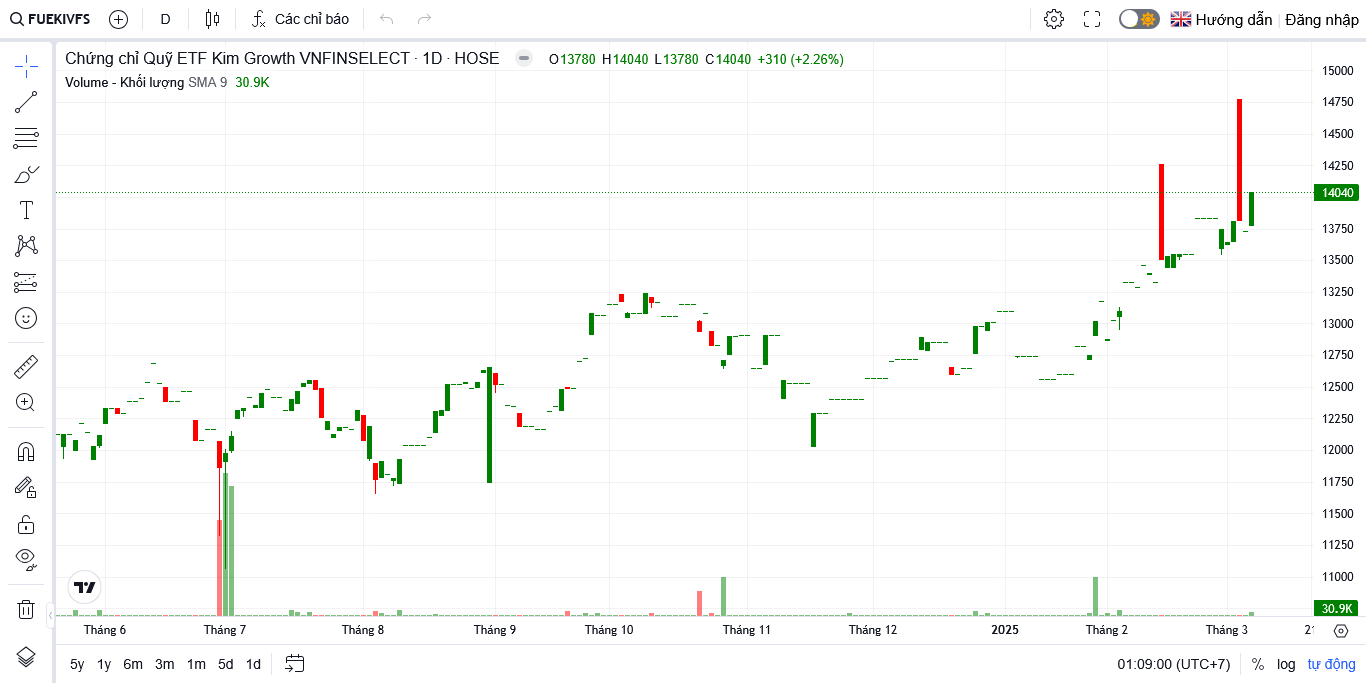 FUEKIVFS D Các chỉ báo Hướng dẫn Đăng nhập
Chứng chỉ Quỹ ETF Kim Growth VNFINSELECT · 1D · HOSE O13780 H14040 L13780 C14040 +310 (+2.26%)
Volume - Khối lượng SMA 9 30.9K
15000
14750
14500
14250
14040
13750
13500
13250
13000
12750
12500
12250
12000
11750
11500
11250
11000
30.9K
Tháng 6 Tháng 7 Tháng 8 Tháng 9 Tháng 10 Tháng 11 Tháng 12 2025 Tháng 2 Tháng 3 21
5y 1y 6m 3m 1m 5d 1d 01:09:00 (UTC+7) % log tự động